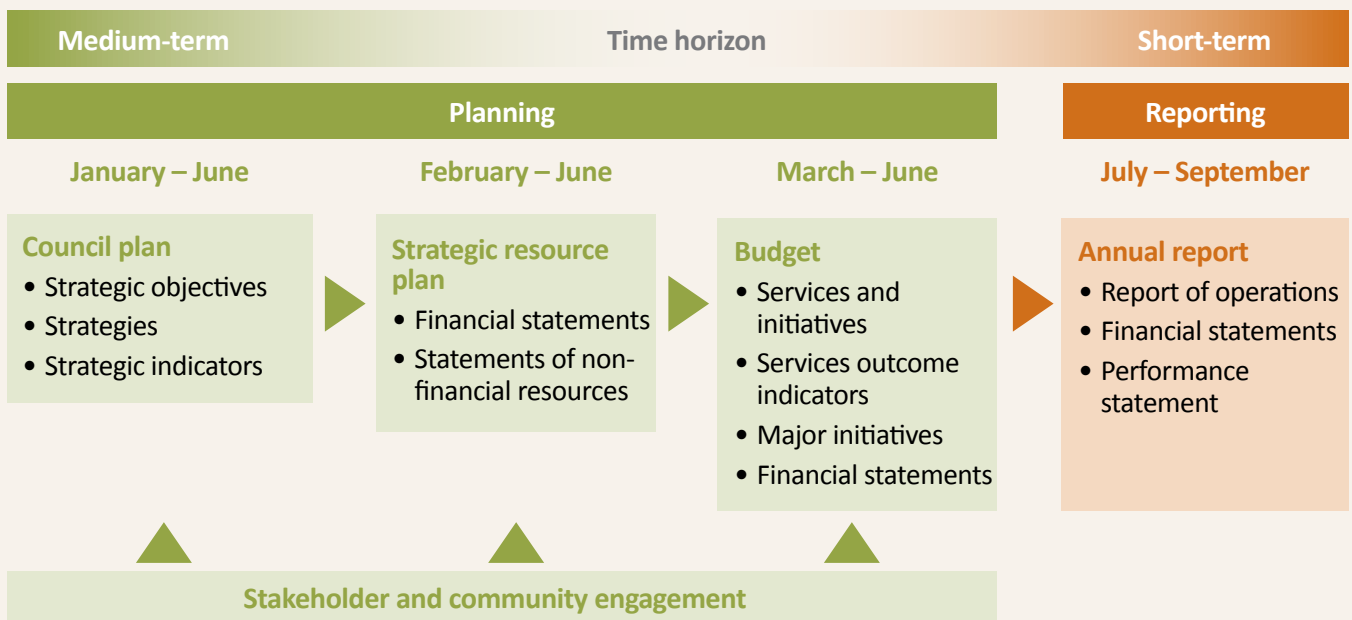 Medium-term Time horizon Short-term
Planning Reporting
January – June February – June March – June July – September
Council plan
• Strategic objectives
• Strategies
• Strategic indicators
Strategic resource
plan
• Financial statements
• Statements of non-
financial resources
Budget
• Services and
initiatives
• Services outcome
indicators
• Major initiatives
• Financial statements
Annual report
• Report of operations
• Financial statements
• Performance
statement
Stakeholder and community engagement